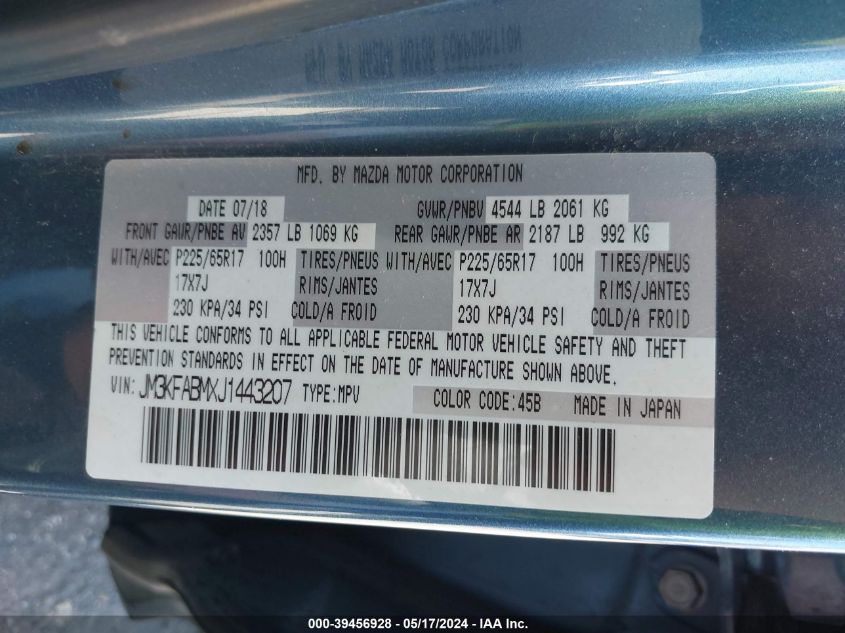 MFD. BY MAZDA MOTOR CORPORATION
DATE 07/18 GVWR/PNBV 4544 LB 2061 KG
FRONT GAWR/PNBE AV 2357 LB 1069 KG REAR GAWR/PNBE AR 2187 LB 992 KG
WITH/AVEC P225/65R17 100H TIRES/PNEUS WITH/AVEC P225/65R17 100H TIRES/PNEUS
17X7J RIMS/JANTES 17X7J RIMS/JANTES
230 KPA/34 PSI COLD/A FROID 230 KPA/34 PSI COLD/A FROID
THIS VEHICLE CONFORMS TO ALL APPLICABLE FEDERAL MOTOR VEHICLE SAFETY AND THEFT
PREVENTION STANDARDS IN EFFECT ON THE DATE OF MANUFACTURE SHOWN ABOVE.
VIN: JM3KFABMXJ1443207 TYPE:MPV COLOR CODE:45B MADE IN JAPAN
000-39456928 - 05/17/2024 - IAA Inc.